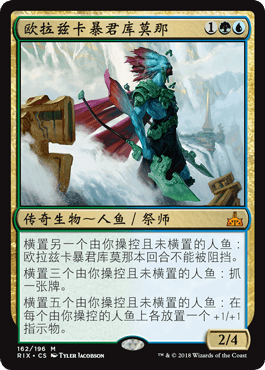 欧拉兹卡暴君库莫那 1
传奇生物～人鱼／祭师
横置另一个由你操控且未横置的人鱼：
欧拉兹卡暴君库莫那本回合不能被阻挡。
横置三个由你操控且未横置的人鱼：抓
一张牌。
横置五个由你操控且未横置的人鱼：在
每个由你操控的人鱼上各放置一个 +1/+1
指示物。
2/4
162/196 M
RIX • CS TYLER JACOBSON
™ & © 2018 Wizards of the Coast